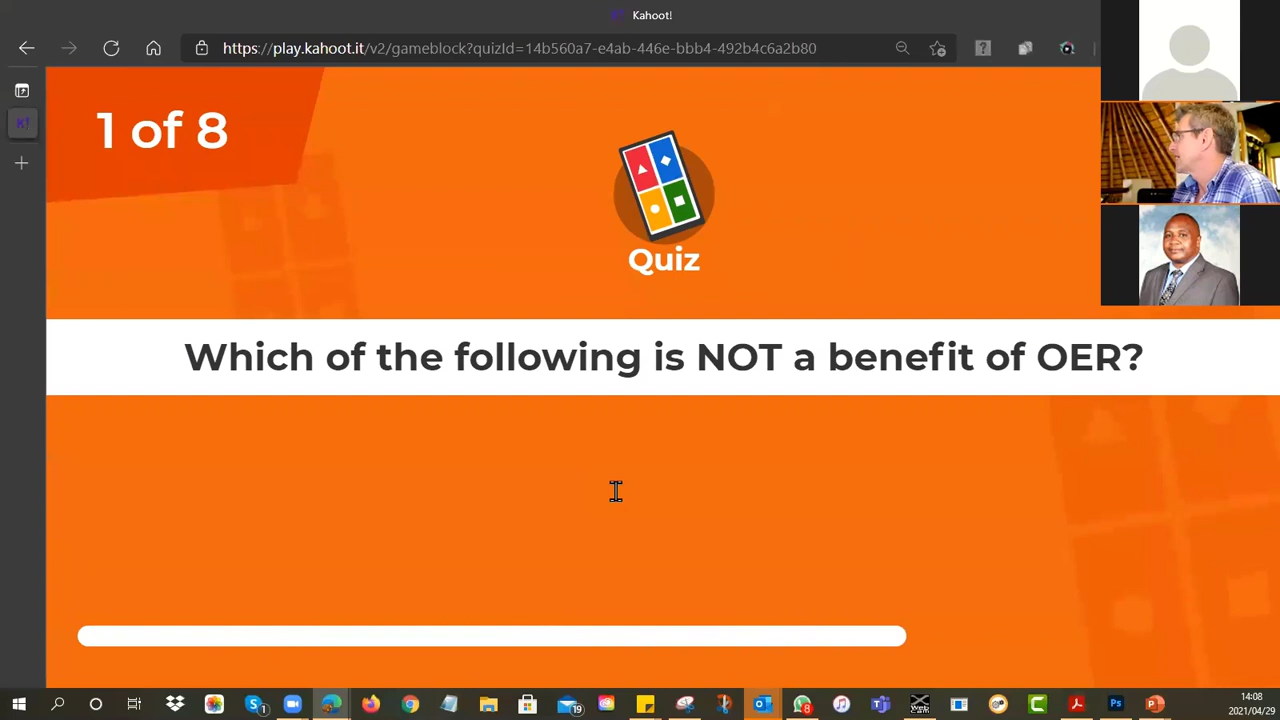 Kahoot!
https://play.kahoot.it/v2/gameblock?quizId=14b560a7-e4ab-446e-bbb4-492b4c6a2b80
K!
1 of 8
Quiz
Which of the following is NOT a benefit of OER?
14:08
2021/04/29